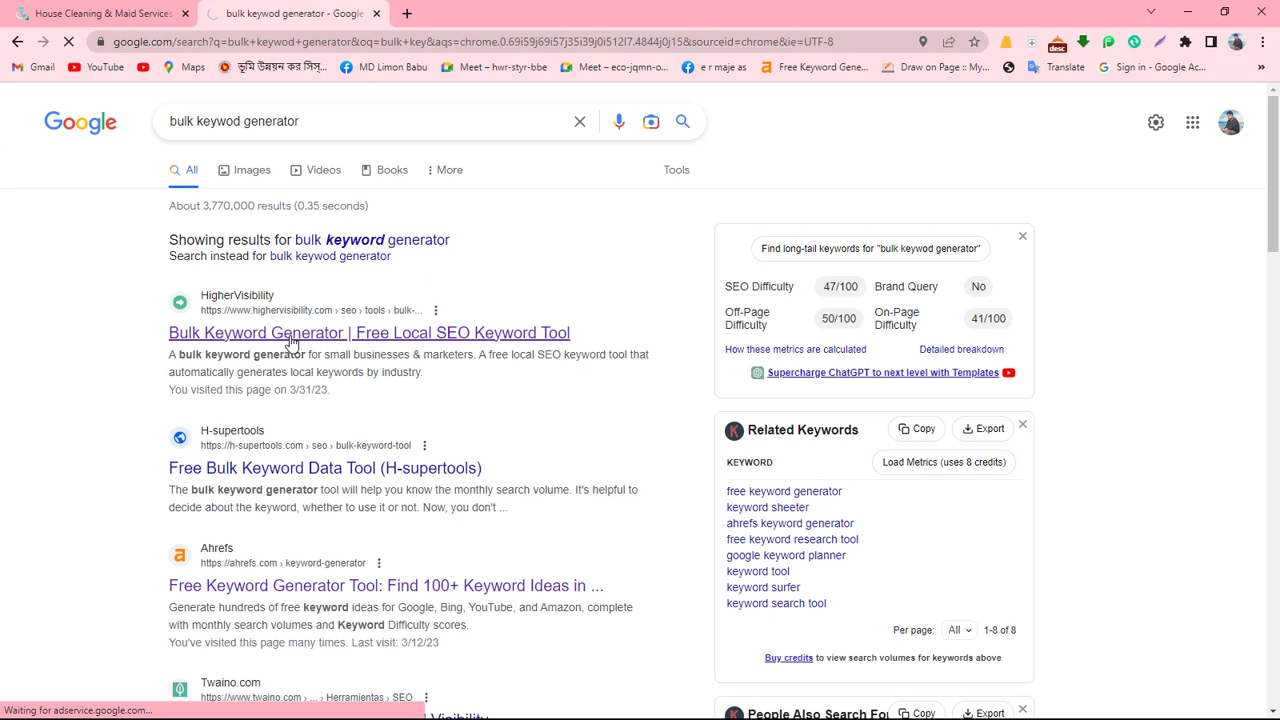 House Cleaning & Maid Services
bulk keywod generator - Google
google.com/search?q=bulk+keywod+generator&oq=bulk+key&aqs=chrome.0.69i59j69i57j35i39j0i512l7.4844j0j15&sourceid=chrome&ie=UTF-8
desc
Gmail
YouTube
Maps
ভূমি উন্নয়ন কর সিস্...
MD Limon Babu
Meet – hwr-styr-bbe
Meet – eco-jqmn-o...
e r maje as
Free Keyword Gene...
Draw on Page :: My...
Translate
Sign in - Google Ac...
Google
bulk keywod generator
All
Images
Videos
Books
More
Tools
About 3,770,000 results (0.35 seconds)
Showing results for bulk keyword generator
Search instead for bulk keywod generator
HigherVisibility
https://www.highervisibility.com › seo › tools › bulk-...
Bulk Keyword Generator | Free Local SEO Keyword Tool
A bulk keyword generator for small businesses & marketers. A free local SEO keyword tool that
automatically generates local keywords by industry.
You visited this page on 3/31/23.
H-supertools
https://h-supertools.com › seo › bulk-keyword-tool
Free Bulk Keyword Data Tool (H-supertools)
The bulk keyword generator tool will help you know the monthly search volume. It's helpful to
decide about the keyword, whether to use it or not. Now, you don't ...
Ahrefs
https://ahrefs.com › keyword-generator
Free Keyword Generator Tool: Find 100+ Keyword Ideas in ...
Generate hundreds of free keyword ideas for Google, Bing, YouTube, and Amazon, complete
with monthly search volumes and Keyword Difficulty scores.
You've visited this page many times. Last visit: 3/12/23
Twaino.com
https://www.twaino.com › ... › Herramientas › SEO
Visibility
Find long-tail keywords for "bulk keywod generator"
SEO Difficulty 47/100 Brand Query No
Off-Page Difficulty 50/100 On-Page Difficulty 41/100
How these metrics are calculated
Detailed breakdown
Supercharge ChatGPT to next level with Templates
Related Keywords
Copy
Export
KEYWORD
Load Metrics (uses 8 credits)
free keyword generator
keyword sheeter
ahrefs keyword generator
free keyword research tool
google keyword planner
keyword tool
keyword surfer
keyword search tool
Per page: All 1-8 of 8
Buy credits to view search volumes for keywords above
People Also Search Fo
Copy
Export
Waiting for adservice.google.com...